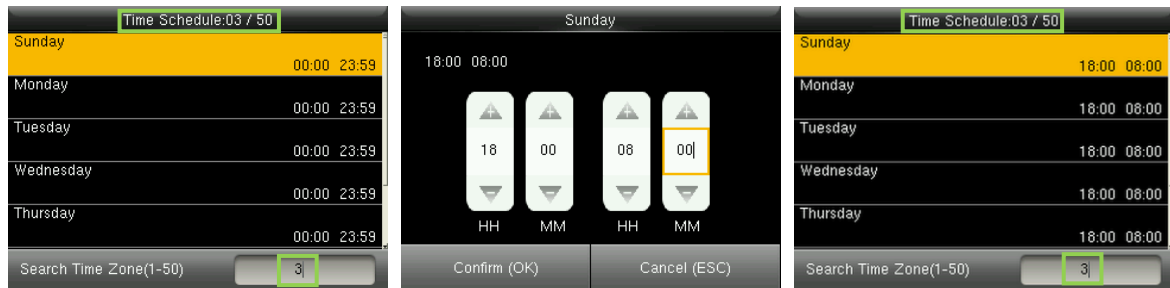 Time Schedule:03 / 50
Sunday
00:00 23:59
Monday
00:00 23:59
Tuesday
00:00 23:59
Wednesday
00:00 23:59
Thursday
00:00 23:59
Search Time Zone(1-50) 3
Sunday
18:00 08:00
18 00 08 00
HH MM HH MM
Confirm (OK) Cancel (ESC)
Time Schedule:03 / 50
Sunday
18:00 08:00
Monday
18:00 08:00
Tuesday
18:00 08:00
Wednesday
18:00 08:00
Thursday
18:00 08:00
Search Time Zone(1-50) 3